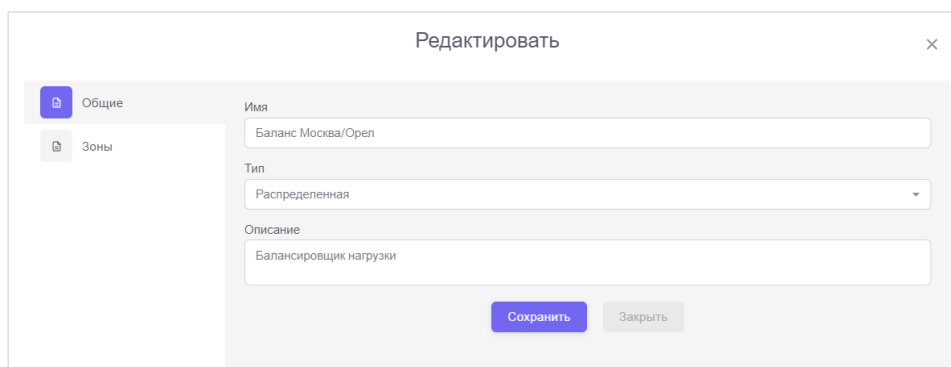 Редактировать
Общие
Зоны
Имя
Баланс Москва/Орел
Тип
Распределенная
Описание
Балансировщик нагрузки
Сохранить
Закрыть